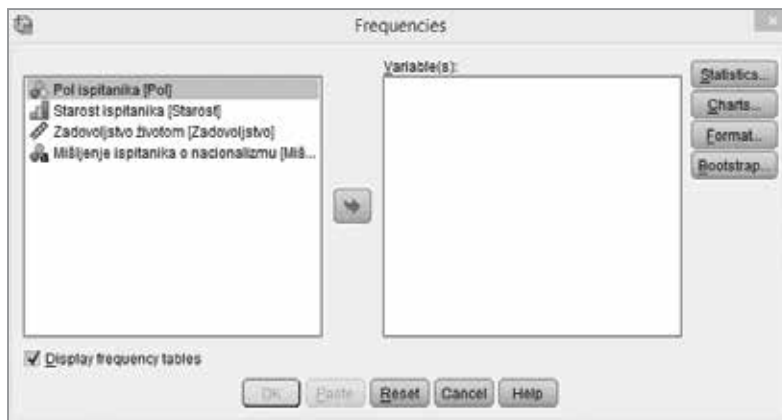 Frequencies
Variable(s):
Pol ispitanika [Pol]
Starost ispitanika [Starost]
Zadovoljstvo životom [Zadovoljstvo]
Mišljenje ispitanika o nacionalizmu [Miš...
Statistics...
Charts...
Format...
Bootstrap...
Display frequency tables
OK Paste Reset Cancel Help